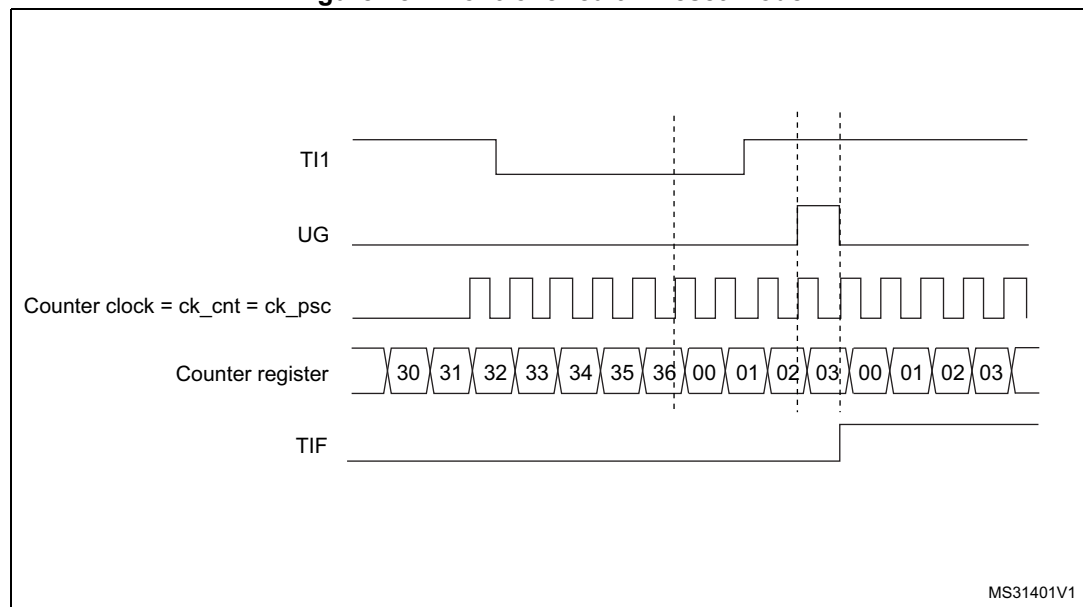 TI1
UG
Counter clock = ck_cnt = ck_psc
Counter register 30 31 32 33 34 35 36 00 01 02 03 00 01 02 03
TIF
MS31401V1